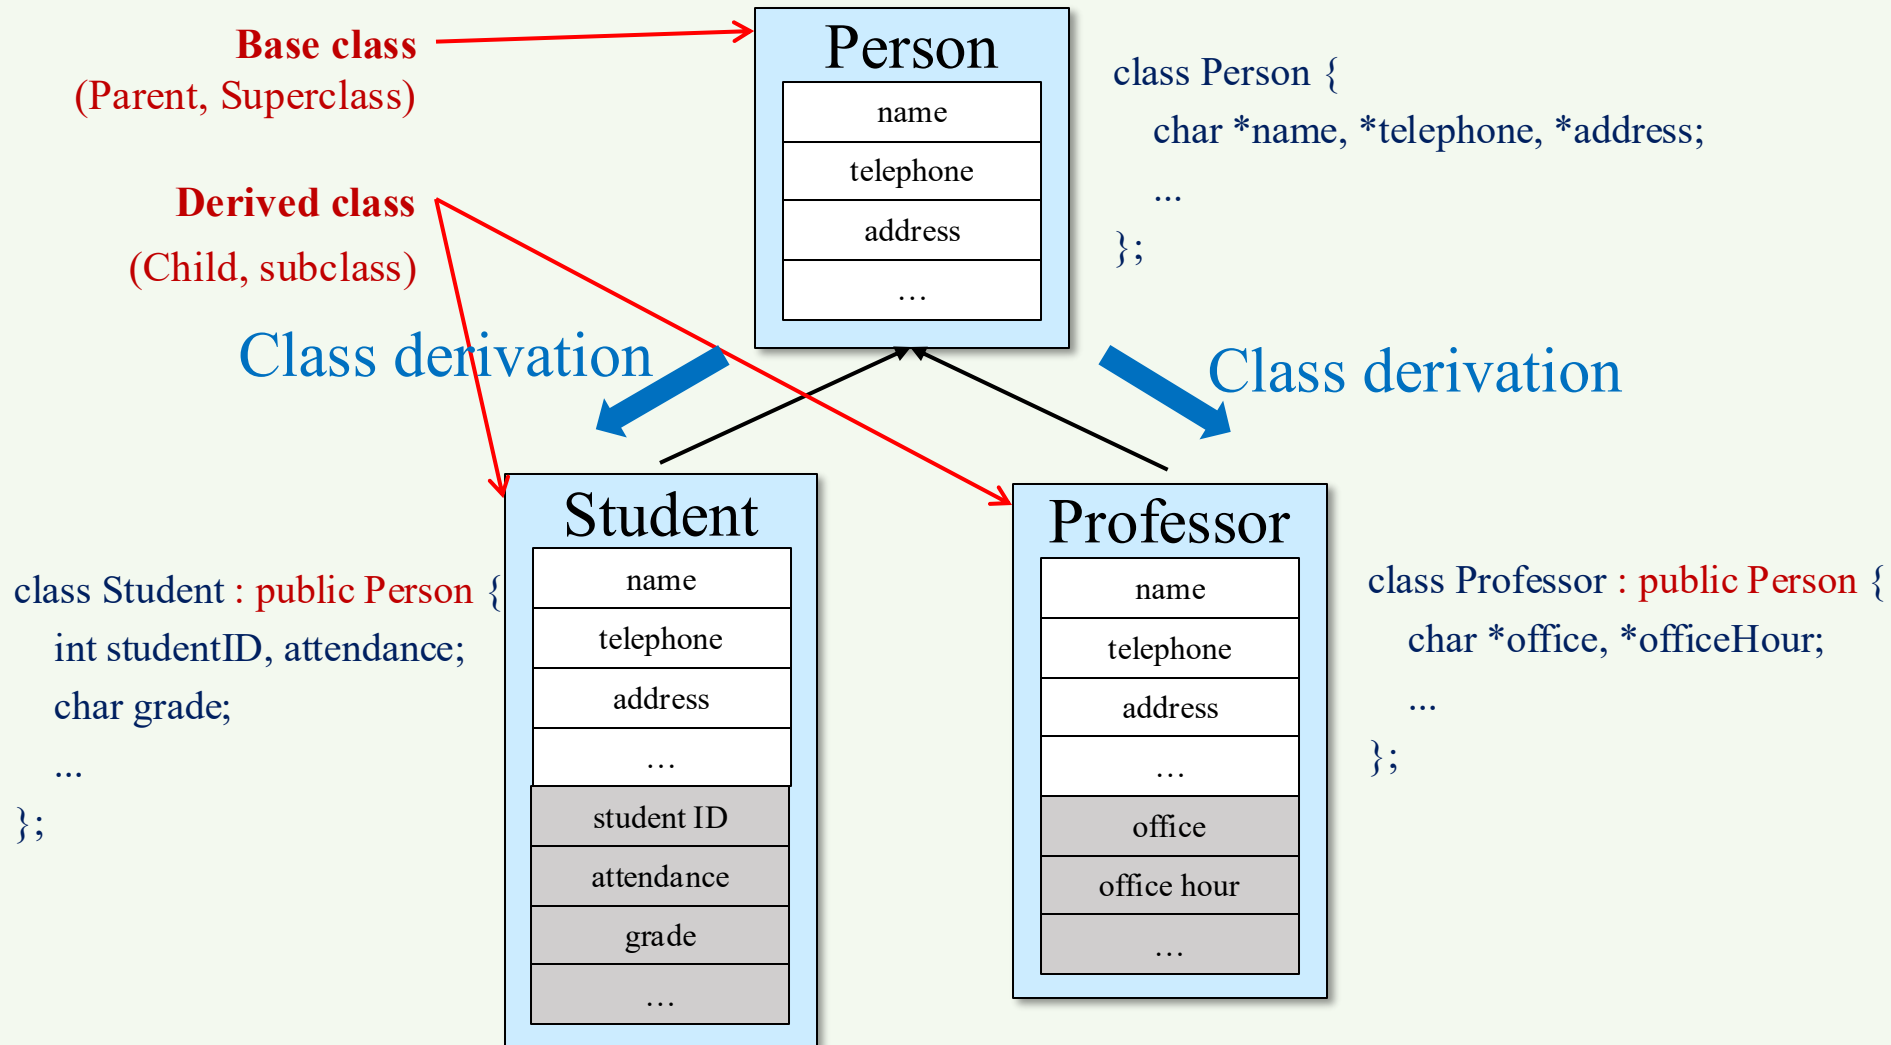 Base class
(Parent, Superclass)
Derived class
(Child, subclass)
Person
name
telephone
address
…
class Person {
char *name, *telephone, *address;
...
};
Class derivation
Class derivation
Student
name
telephone
address
…
student ID
attendance
grade
…
class Student : public Person {
int studentID, attendance;
char grade;
...
};
Professor
name
telephone
address
…
office
office hour
…
class Professor : public Person {
char *office, *officeHour;
...
};